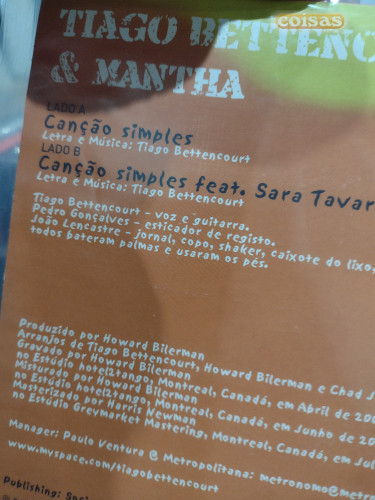 coisas
TIAGO BETTENC
& MANTHA
LADO A
Canção simples
Letra e Música: Tiago Bettencourt
LADO B
Canção simples feat. Sara Tavar
Letra e Música: Tiago Bettencourt
Tiago Bettencourt - voz e guitarra.
Pedro Gonçalves - esticador de registo.
João Lencastre - jornal, copo, shaker, caixote do lixo,
todos bateram palmas e usaram os pés.
Produzido por Howard Bilerman
Arranjos de Tiago Bettencourt, Howard Bilerman e Chad J
Gravado por Howard Bilerman
no Estúdio hotel2tango, Montreal, Canadá, em Abril de 200
Misturado por Howard Bilerman
no Estúdio hotel2tango, Montreal, Canadá, em Junho de 20
Masterizado por Harris Newman
no Estúdio Greymarket Mastering, Montreal, Canadá, em Jul
Manager: Paulo Ventura @ Metropolitana: metronomo@metr
www.myspace.com/tiagobettencourt
Publishing: